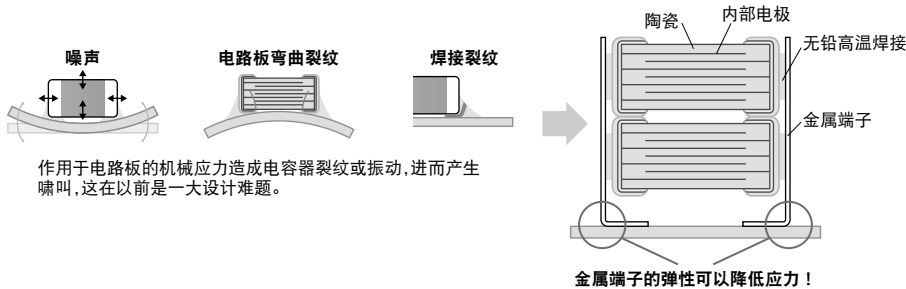 噪声
电路板弯曲裂纹
焊接裂纹
作用于电路板的机械应力造成电容器裂纹或振动,进而产生
啸叫,这在以前是一大设计难题。
陶瓷
内部电极
无铅高温焊接
金属端子
金属端子的弹性可以降低应力！